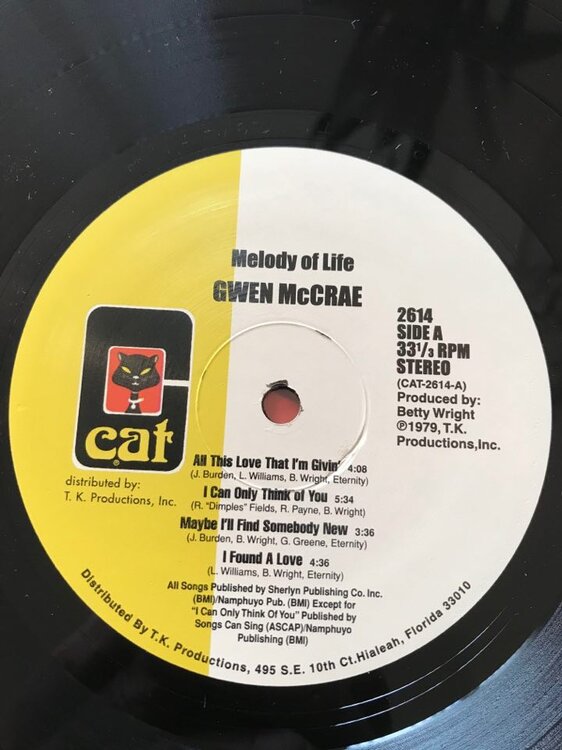 Melody of Life
GWEN McCRAE
2614
SIDE A
33 1/3 RPM
STEREO
(CAT-2614-A)
Produced by:
Betty Wright
℗1979, T.K.
Productions,Inc.
cat
®
distributed by:
T. K. Productions, Inc.
All This Love That I'm Givin' 4:08
(J. Burden, L. Williams, B. Wright, Eternity)
I Can Only Think of You 5:34
(R. "Dimples" Fields, R. Payne, B. Wright)
Maybe I'll Find Somebody New 3:36
(J. Burden, B. Wright, G. Greene, Eternity)
I Found A Love 4:36
(L. Williams, B. Wright, Eternity)
All Songs Published by Sherlyn Publishing Co. Inc.
(BMI)/Namphuyo Pub. (BMI) Except for
"I Can Only Think Of You" Published by
Songs Can Sing (ASCAP)/Namphuyo
Publishing (BMI)
Distributed By T.K. Productions, 495 S.E. 10th Ct.Hialeah, Florida 33010